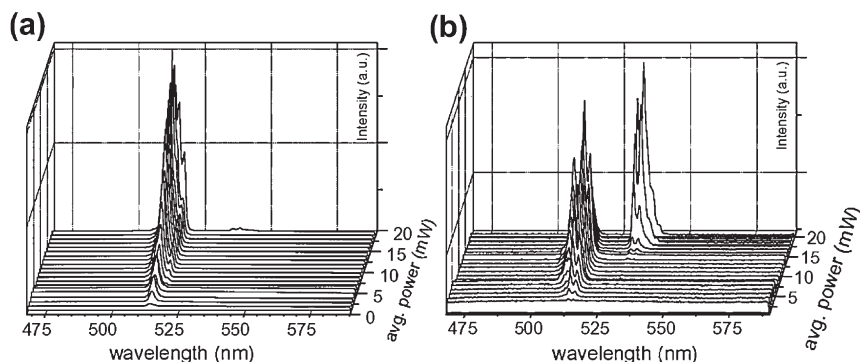 (a)
Intensity (a.u.)
20
15
10
5
0
avg. power (mW)
475 500 525 550 575
wavelength (nm)
(b)
Intensity (a.u.)
20
15
10
5
avg. power (mW)
475 500 525 550 575
wavelength (nm)